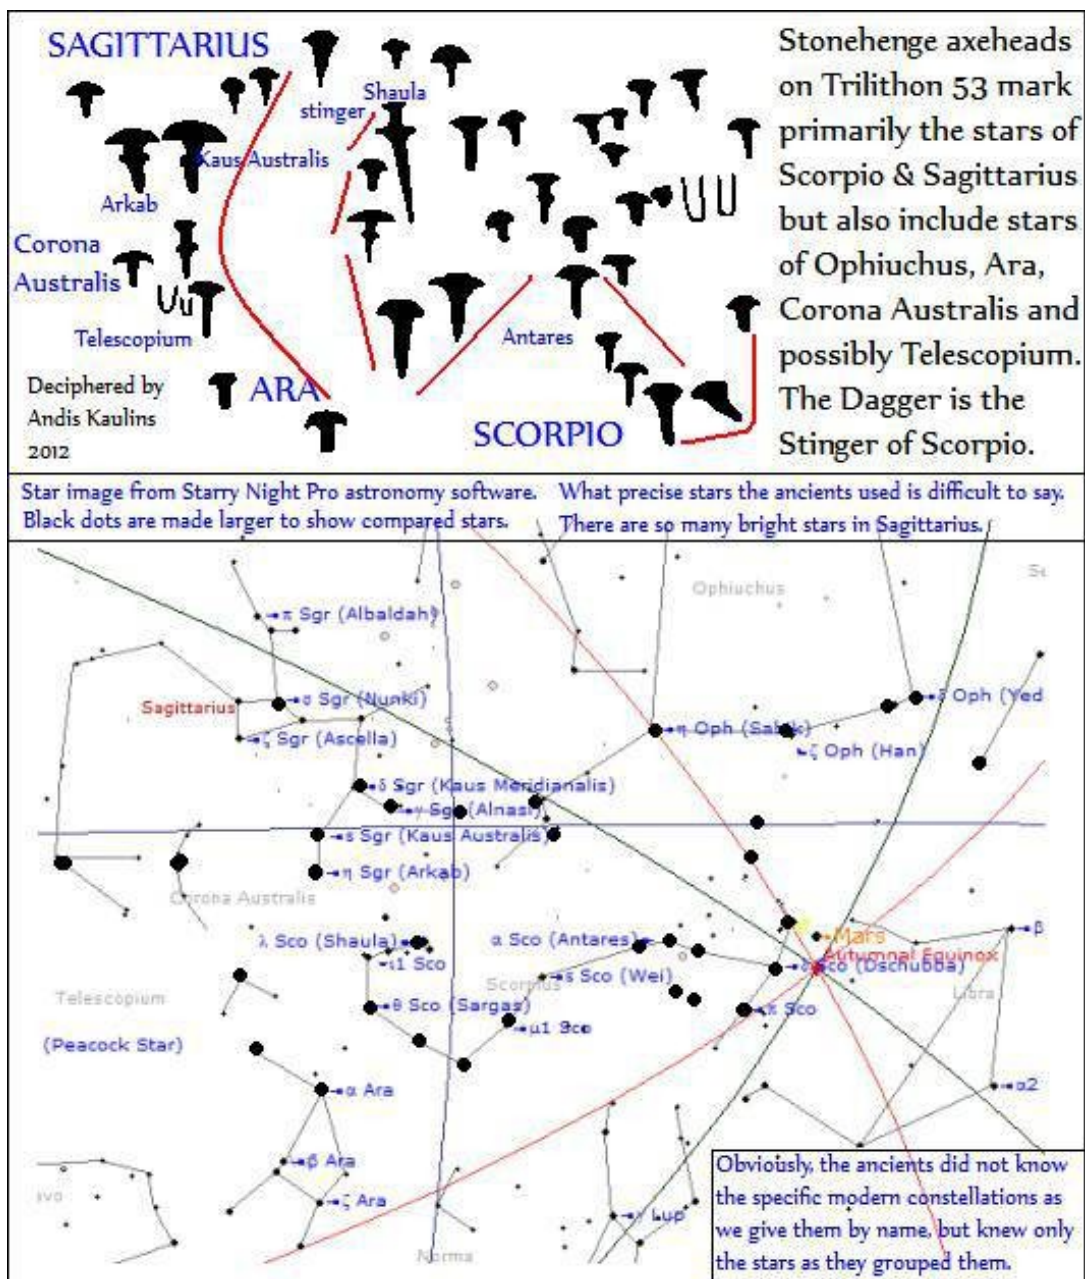 SAGITTARIUS
Shaula
stinger
Kaus Australis
Arkab
Corona
Australis
Telescopium
Antares
Deciphered by
Andis Kaulins
2012
ARA
SCORPIO
Stonehenge axeheads
on Trilithon 53 mark
primarily the stars of
Scorpio & Sagittarius
but also include stars
of Ophiuchus, Ara,
Corona Australis and
possibly Telescopium.
The Dagger is the
Stinger of Scorpio.
Star image from Starry Night Pro astronomy software.
Black dots are made larger to show compared stars.
What precise stars the ancients used is difficult to say.
There are so many bright stars in Sagittarius.
Ophiuchus
π Sgr (Albaldah)
σ Sgr (Nunki)
Sagittarius
ζ Sgr (Ascella)
δ Oph (Yed
η Oph (Sabik)
ζ Oph (Han)
δ Sgr (Kaus Meridianalis)
γ Sgr (Alnasl)
ε Sgr (Kaus Australis)
η Sgr (Arkab)
Corona Australis
λ Sco (Shaula)
α Sco (Antares)
Mars
β
Autumnal Equinox
ι1 Sco
ε Sco (Wei)
Sco (Dschubba)
Scorpius
Libra
Telescopium
θ Sco (Sargas)
π Sco
μ1 Sco
(Peacock Star)
α Ara
α2
β Ara
ζ Ara
γ Lup
Norma
Obviously, the ancients did not know
the specific modern constellations as
we give them by name, but knew only
the stars as they grouped them.